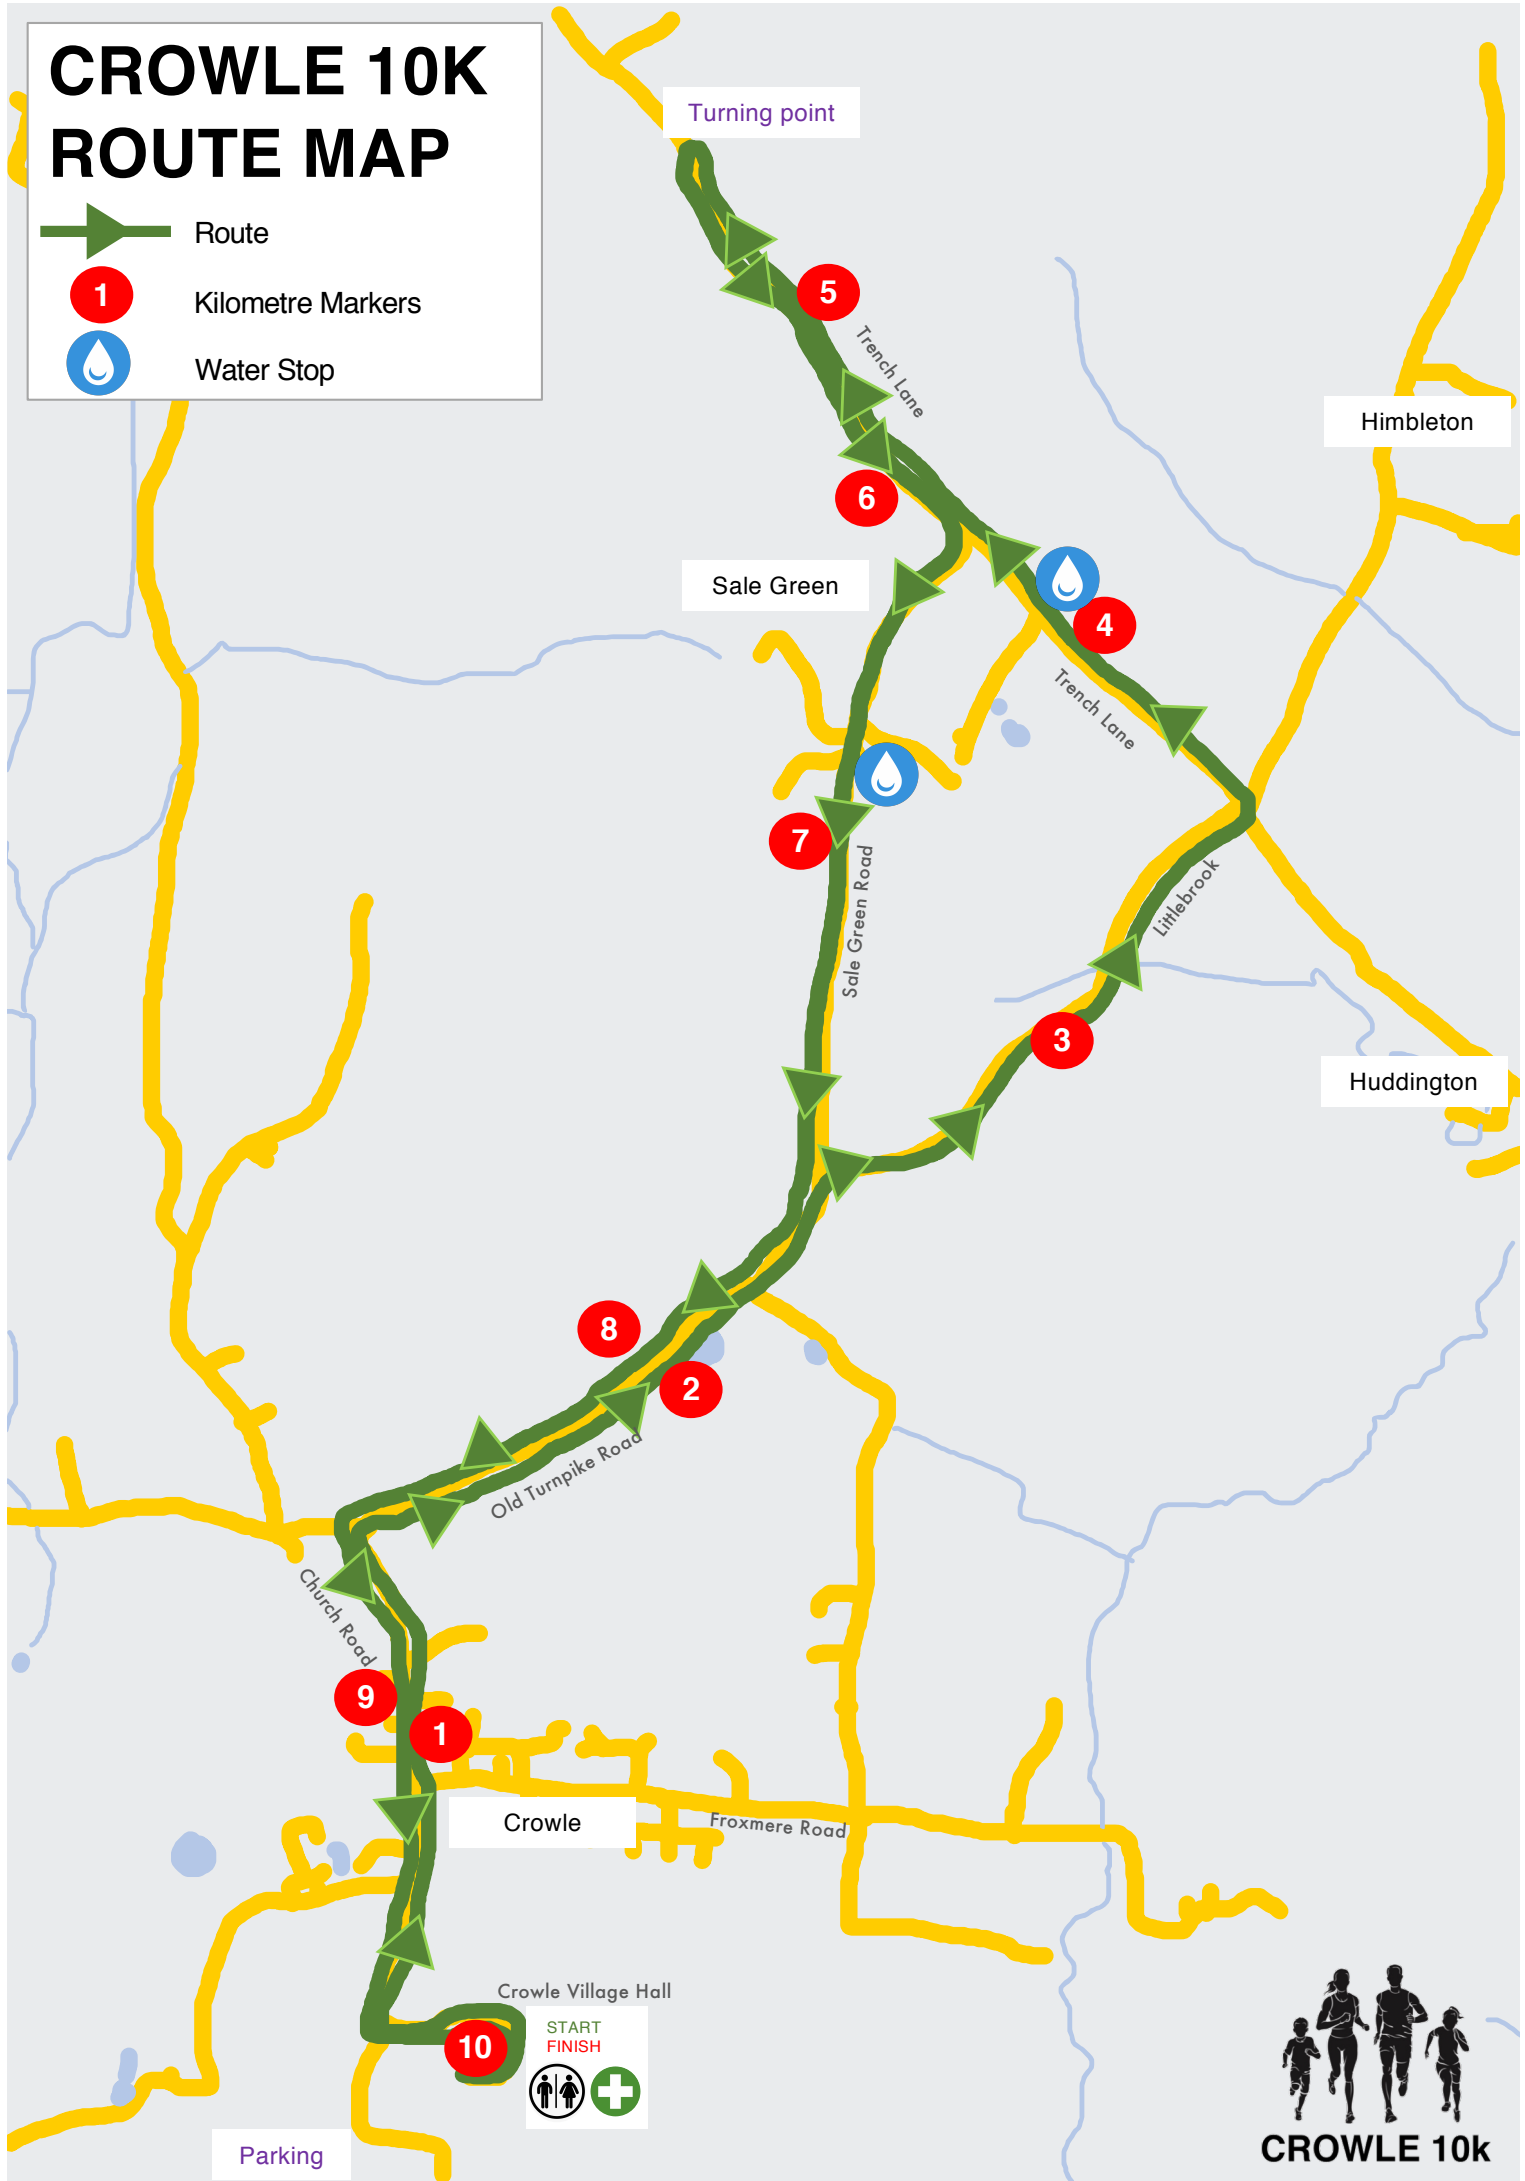 CROWLE 10K
ROUTE MAP
Route
1
Kilometre Markers
Water Stop
Turning point
5
Trench Lane
Himbleton
6
Sale Green
4
Trench Lane
7
Sale Green Road
Littlebrook
3
Huddington
8
2
Old Turnpike Road
Church Road
9
1
Crowle
Froxmere Road
Crowle Village Hall
START
FINISH
10
Parking
CROWLE 10k